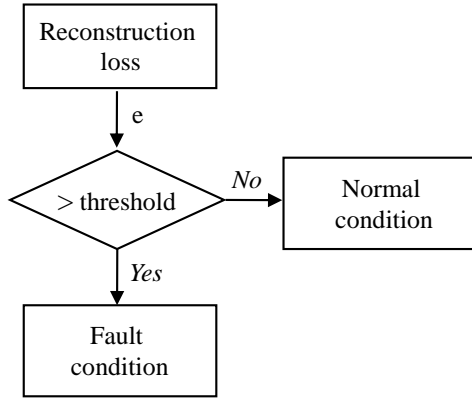 Reconstruction
loss
e
> threshold
No
Normal
condition
Yes
Fault
condition